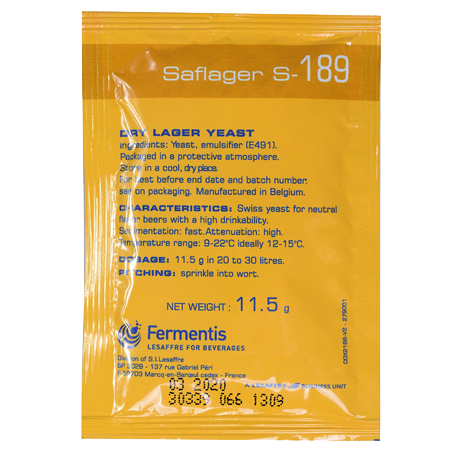 Saflager S-189
DRY LAGER YEAST
Ingredients: Yeast, emulsifier (E491).
Packaged in a protective atmosphere.
Store in a cool, dry place.
For best before end date and batch number,
see on packaging. Manufactured in Belgium.
CHARACTERISTICS: Swiss yeast for neutral
flavor beers with a high drinkability.
Sedimentation: fast. Attenuation: high.
Temperature range: 9-22°C ideally 12-15°C.
DOSAGE: 11.5 g in 20 to 30 litres.
PITCHING: sprinkle into wort.
NET WEIGHT: 11.5 g
Fermentis
LESAFFRE FOR BEVERAGES
Division of S.I.Lesaffre
BP 3029 - 137 rue Gabriel Péri
F-59703 Marcq-en-Barœul cedex - France
A LESAFFRE BUSINESS UNIT
03 2020
30339 066 1309